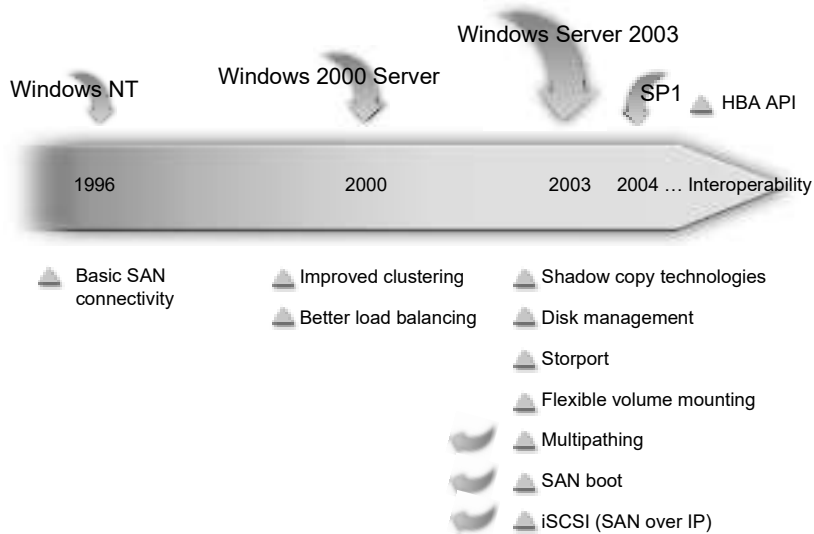 Windows Server 2003
Windows 2000 Server
Windows NT
SP1
HBA API
1996
2000
2003
2004 … Interoperability
Basic SAN
connectivity
Improved clustering
Better load balancing
Shadow copy technologies
Disk management
Storport
Flexible volume mounting
Multipathing
SAN boot
iSCSI (SAN over IP)